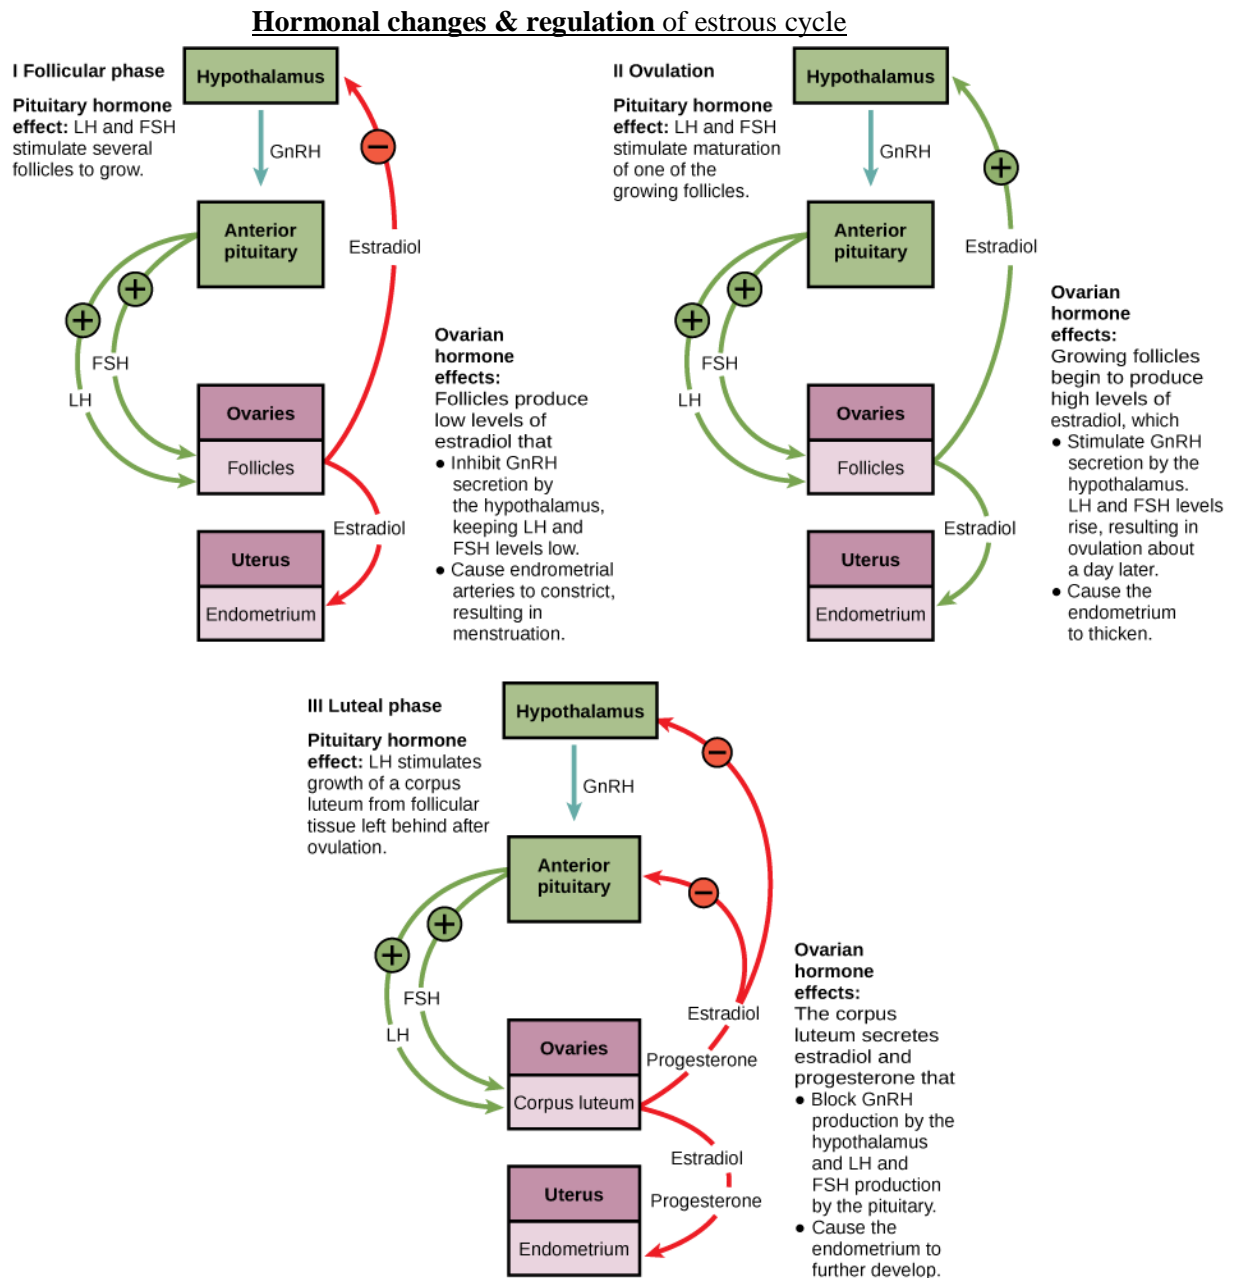 Hormonal changes & regulation of estrous cycle
I Follicular phase
Pituitary hormone
effect: LH and FSH
stimulate several
follicles to grow.
Hypothalamus
GnRH
Anterior
pituitary
Estradiol
FSH
LH
Ovaries
Follicles
Estradiol
Uterus
Endometrium
Ovarian
hormone
effects:
Follicles produce
low levels of
estradiol that
● Inhibit GnRH
secretion by
the hypothalamus,
keeping LH and
FSH levels low.
● Cause endrometrial
arteries to constrict,
resulting in
menstruation.
II Ovulation
Pituitary hormone
effect: LH and FSH
stimulate maturation
of one of the
growing follicles.
Hypothalamus
GnRH
Anterior
pituitary
Estradiol
FSH
LH
Ovaries
Follicles
Estradiol
Uterus
Endometrium
Ovarian
hormone
effects:
Growing follicles
begin to produce
high levels of
estradiol, which
● Stimulate GnRH
secretion by the
hypothalamus.
LH and FSH levels
rise, resulting in
ovulation about
a day later.
● Cause the
endometrium
to thicken.
III Luteal phase
Pituitary hormone
effect: LH stimulates
growth of a corpus
luteum from follicular
tissue left behind after
ovulation.
Hypothalamus
GnRH
Anterior
pituitary
FSH
LH
Estradiol
Progesterone
Ovaries
Corpus luteum
Estradiol
Progesterone
Uterus
Endometrium
Ovarian
hormone
effects:
The corpus
luteum secretes
estradiol and
progesterone that
● Block GnRH
production by the
hypothalamus
and LH and
FSH production
by the pituitary.
● Cause the
endometrium to
further develop.